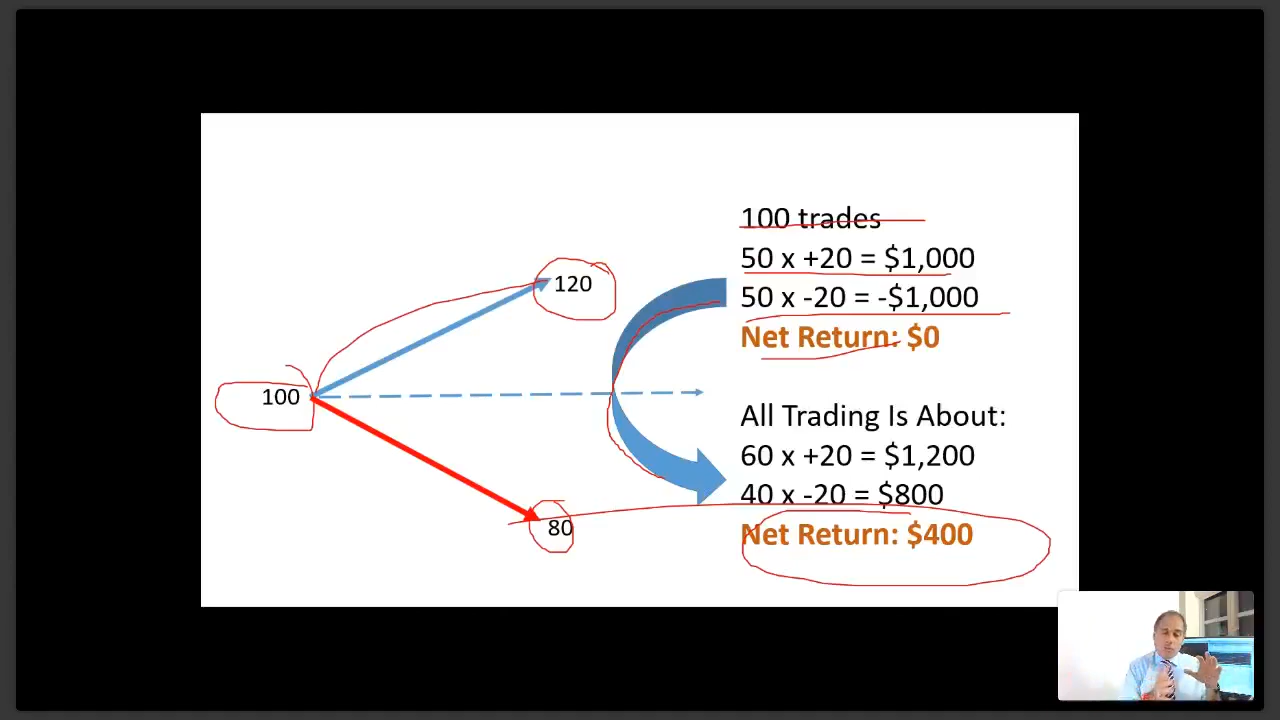 120
100
80
100 trades
50 x +20 = $1,000
50 x -20 = -$1,000
Net Return: $0
All Trading Is About:
60 x +20 = $1,200
40 x -20 = $800
Net Return: $400